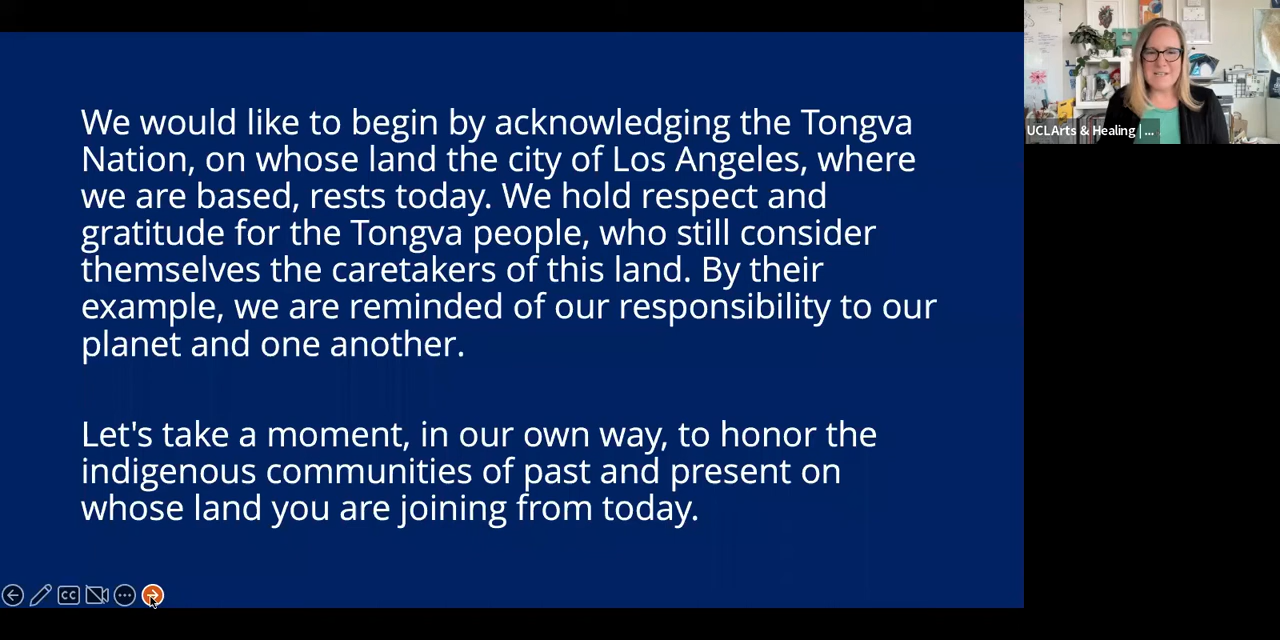 We would like to begin by acknowledging the Tongva
Nation, on whose land the city of Los Angeles, where
we are based, rests today. We hold respect and
gratitude for the Tongva people, who still consider
themselves the caretakers of this land. By their
example, we are reminded of our responsibility to our
planet and one another.
Let's take a moment, in our own way, to honor the
indigenous communities of past and present on
whose land you are joining from today.
CC
UCLArts & Healing | ...